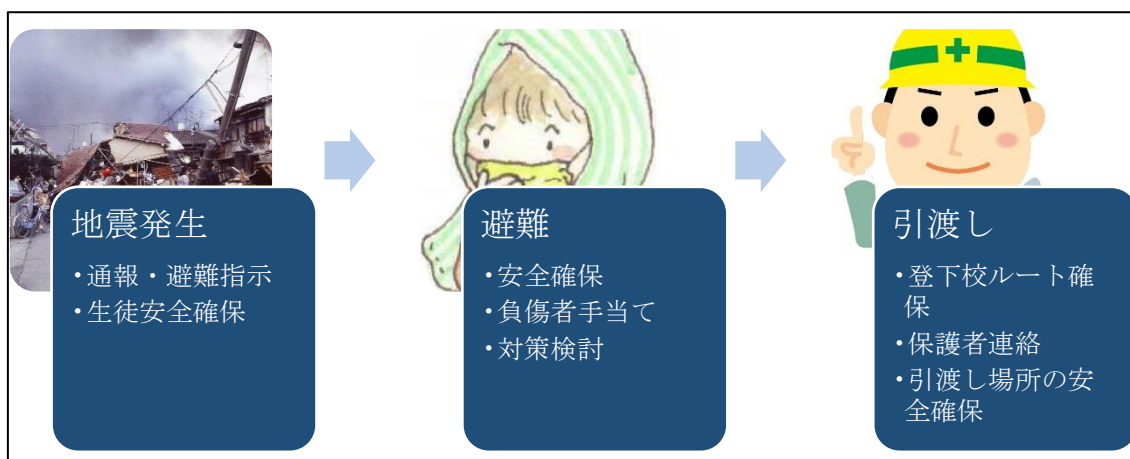 地震発生
・通報・避難指示
・生徒安全確保
避難
・安全確保
・負傷者手当て
・対策検討
引渡し
・登下校ルート確
保
・保護者連絡
・引渡し場所の安
全確保